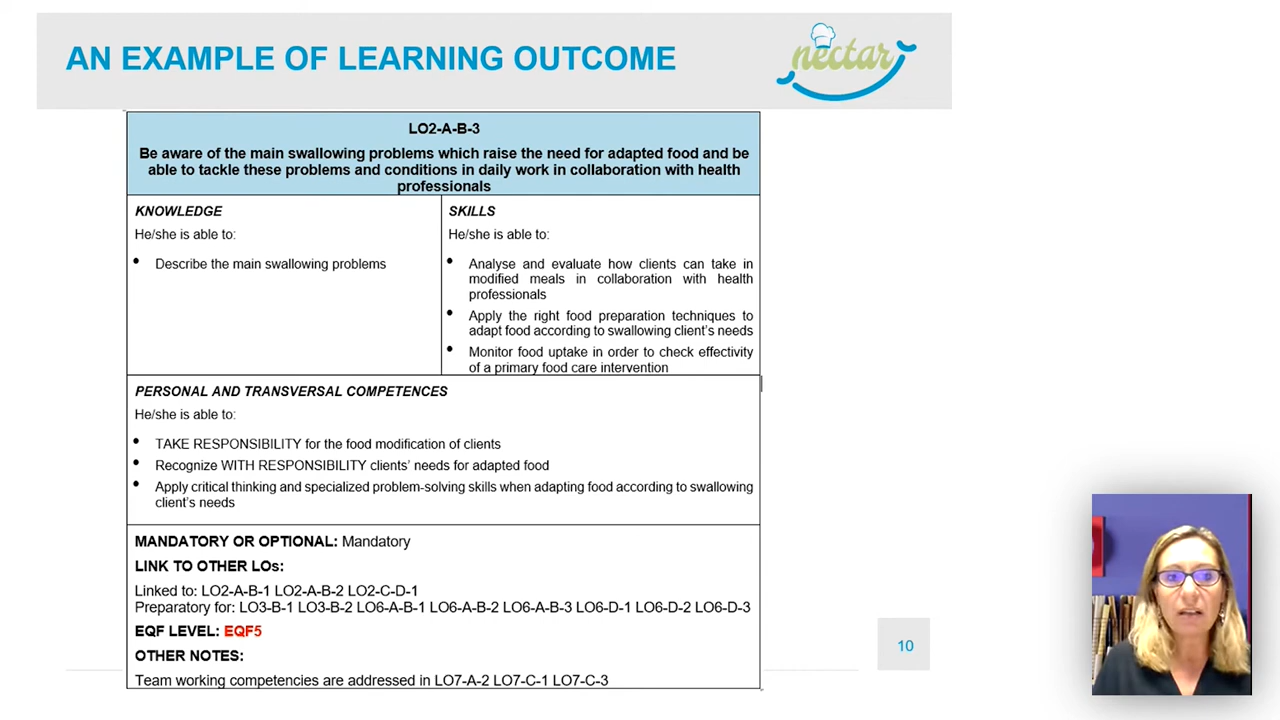 AN EXAMPLE OF LEARNING OUTCOME
nectar
LO2-A-B-3
Be aware of the main swallowing problems which raise the need for adapted food and be
able to tackle these problems and conditions in daily work in collaboration with health
professionals
KNOWLEDGE
He/she is able to:
• Describe the main swallowing problems
SKILLS
He/she is able to:
• Analyse and evaluate how clients can take in
modified meals in collaboration with health
professionals
• Apply the right food preparation techniques to
adapt food according to swallowing client's needs
• Monitor food uptake in order to check effectivity
of a primary food care intervention
PERSONAL AND TRANSVERSAL COMPETENCES
He/she is able to:
• TAKE RESPONSIBILITY for the food modification of clients
• Recognize WITH RESPONSIBILITY clients' needs for adapted food
• Apply critical thinking and specialized problem-solving skills when adapting food according to swallowing
client's needs
MANDATORY OR OPTIONAL: Mandatory
LINK TO OTHER LOs:
Linked to: LO2-A-B-1 LO2-A-B-2 LO2-C-D-1
Preparatory for: LO3-B-1 LO3-B-2 LO6-A-B-1 LO6-A-B-2 LO6-A-B-3 LO6-D-1 LO6-D-2 LO6-D-3
EQF LEVEL: EQF5
OTHER NOTES:
Team working competencies are addressed in LO7-A-2 LO7-C-1 LO7-C-3
10